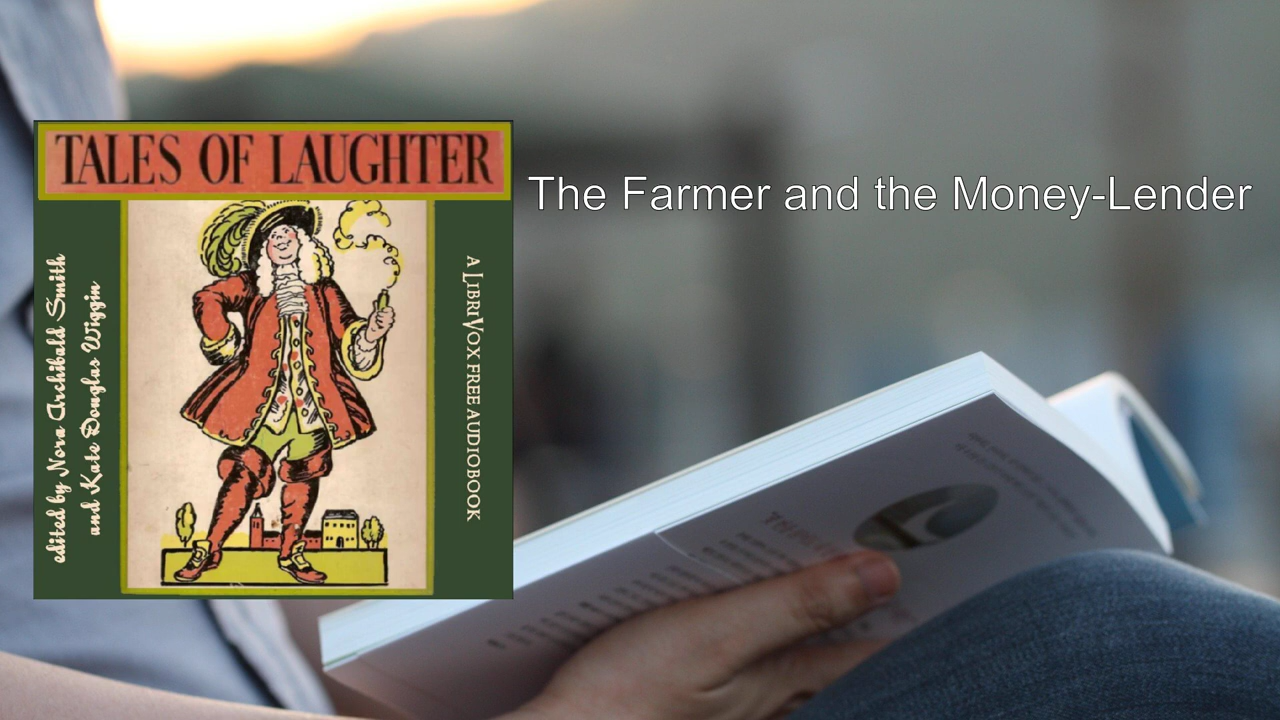 TALES OF LAUGHTER
edited by Nora Archibald Smith
and Kate Douglas Wiggin
A LIBRIVOX FREE AUDIOBOOK
The Farmer and the Money-Lender